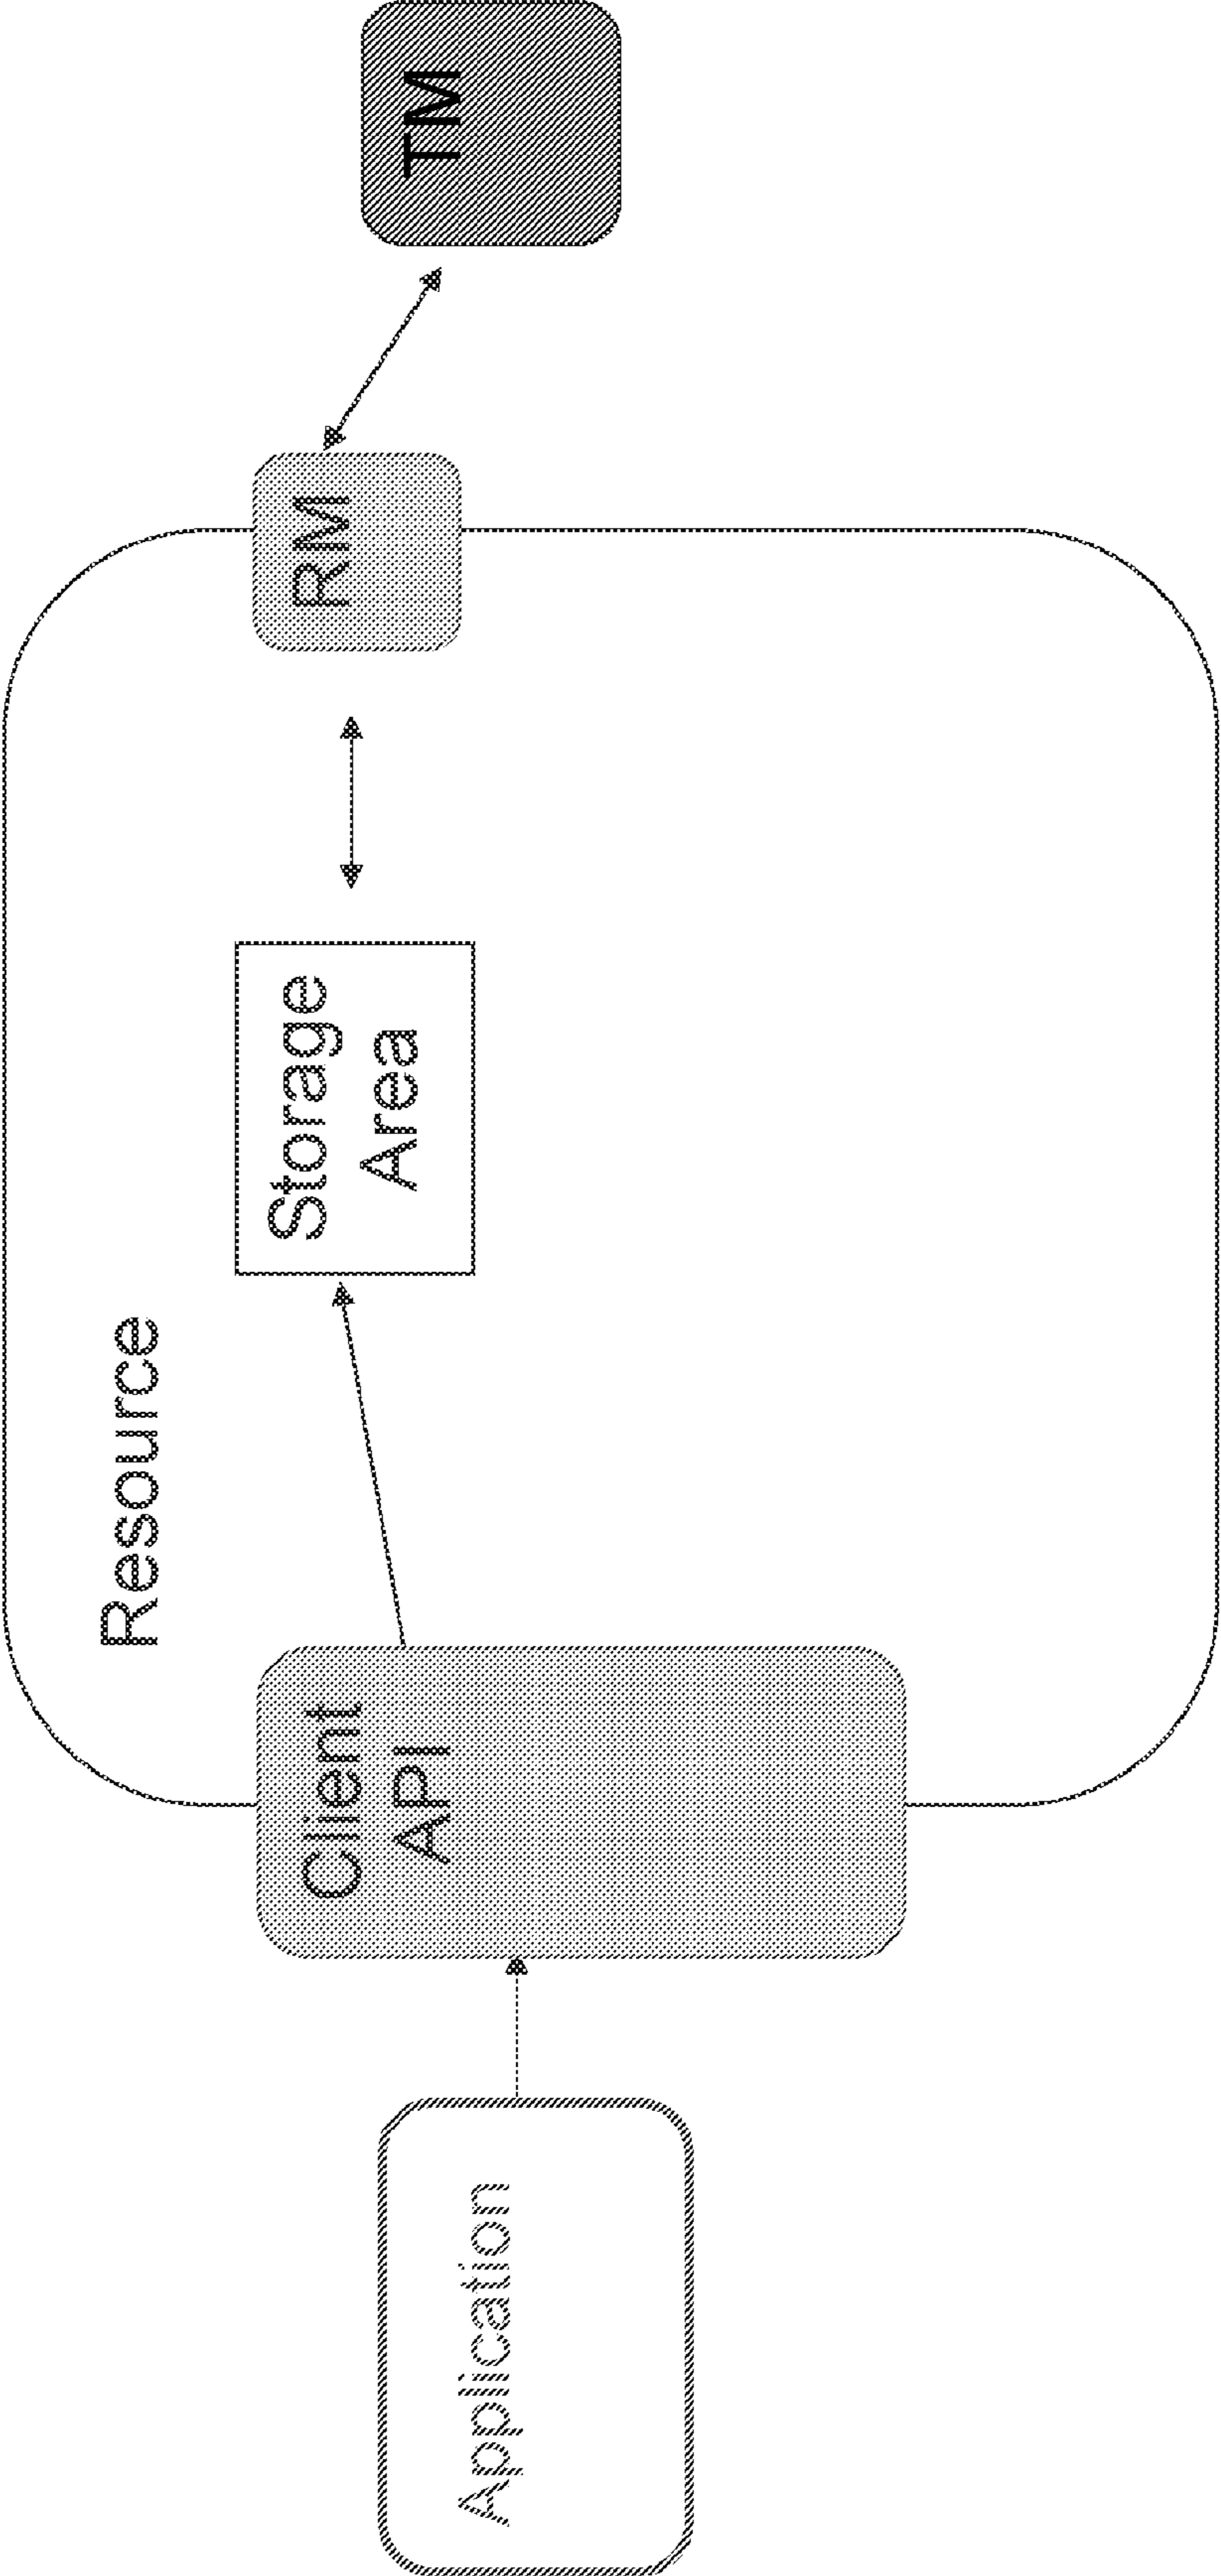 Resource
Application
Client
API
Storage
Area
RM
TM